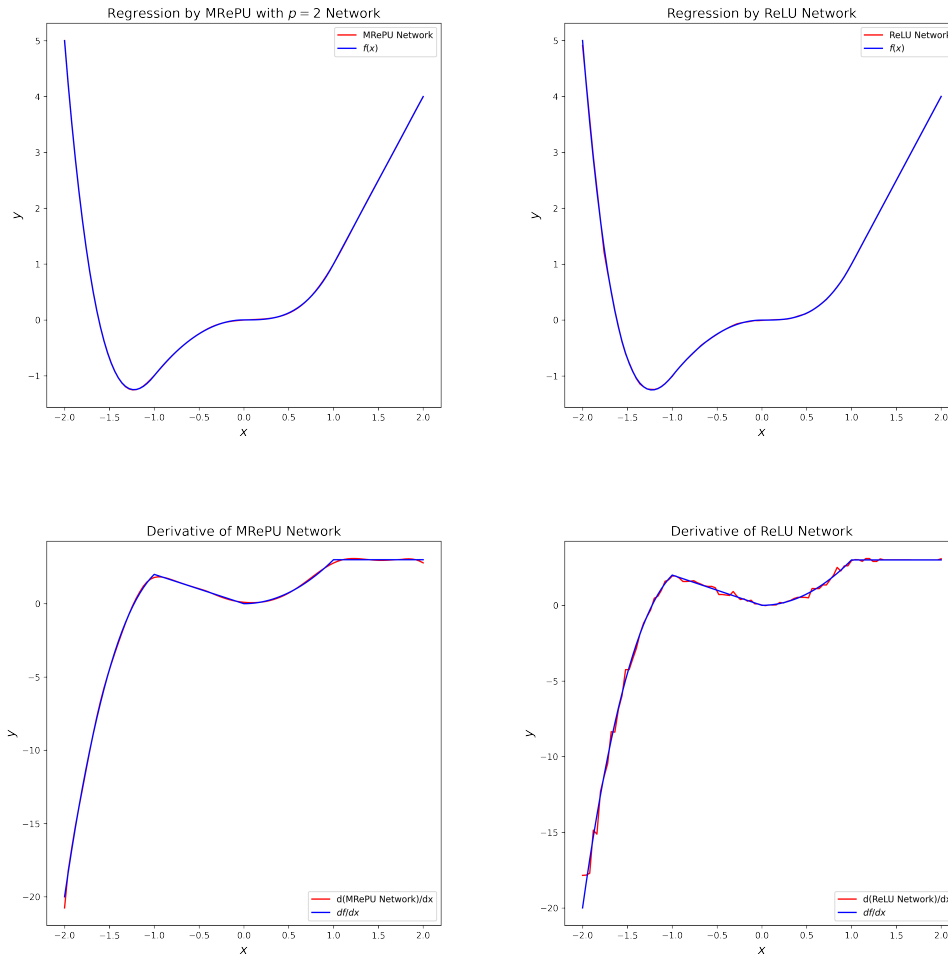 Regression by MRePU with p = 2 Network
MRePU Network
f(x)
5
4
3
2
1
0
−1
y
−2.0 −1.5 −1.0 −0.5 0.0 0.5 1.0 1.5 2.0
x
Regression by ReLU Network
ReLU Network
f(x)
5
4
3
2
1
0
−1
y
−2.0 −1.5 −1.0 −0.5 0.0 0.5 1.0 1.5 2.0
x
Derivative of MRePU Network
0
−5
−10
−15
−20
y
d(MRePU Network)/dx
df/dx
−2.0 −1.5 −1.0 −0.5 0.0 0.5 1.0 1.5 2.0
x
Derivative of ReLU Network
0
−5
−10
−15
−20
y
d(ReLU Network)/dx
df/dx
−2.0 −1.5 −1.0 −0.5 0.0 0.5 1.0 1.5 2.0
x